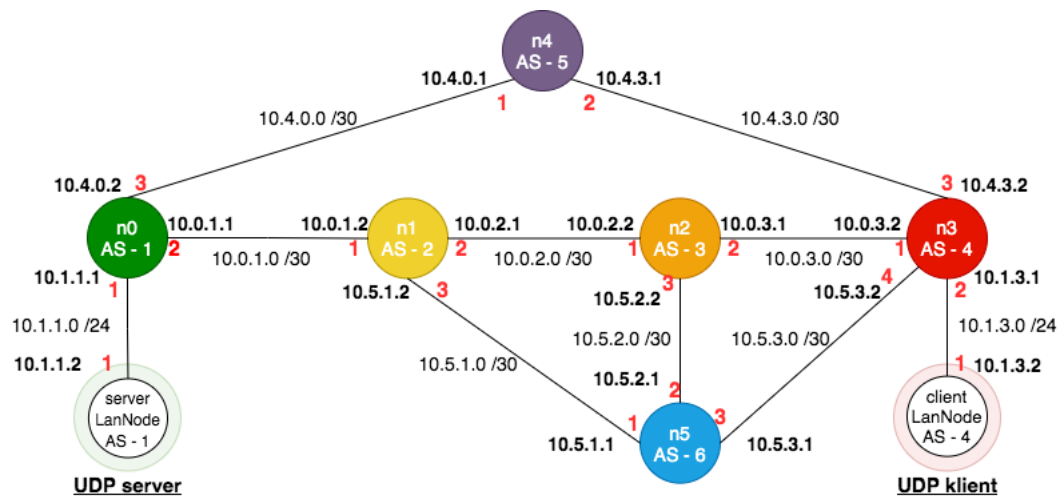 n4
AS - 5
10.4.0.1
10.4.3.1
1
2
10.4.0.0 /30
10.4.3.0 /30
10.4.0.2
3
3
10.4.3.2
n0
AS - 1
10.0.1.1
2
10.0.1.0 /30
10.0.1.2
1
n1
AS - 2
10.0.2.1
2
10.0.2.0 /30
10.0.2.2
1
n2
AS - 3
10.0.3.1
2
10.0.3.0 /30
10.0.3.2
1
n3
AS - 4
10.1.1.1
1
10.5.1.2
3
10.5.2.2
3
10.5.3.2
4
2
10.1.3.1
10.1.1.0 /24
10.5.1.0 /30
10.5.2.0 /30
10.5.3.0 /30
10.1.3.0 /24
10.1.1.2
1
10.5.2.1
2
1
10.1.3.2
server
LanNode
AS - 1
10.5.1.1
1
n5
AS - 6
3
10.5.3.1
client
LanNode
AS - 4
UDP server
UDP klient